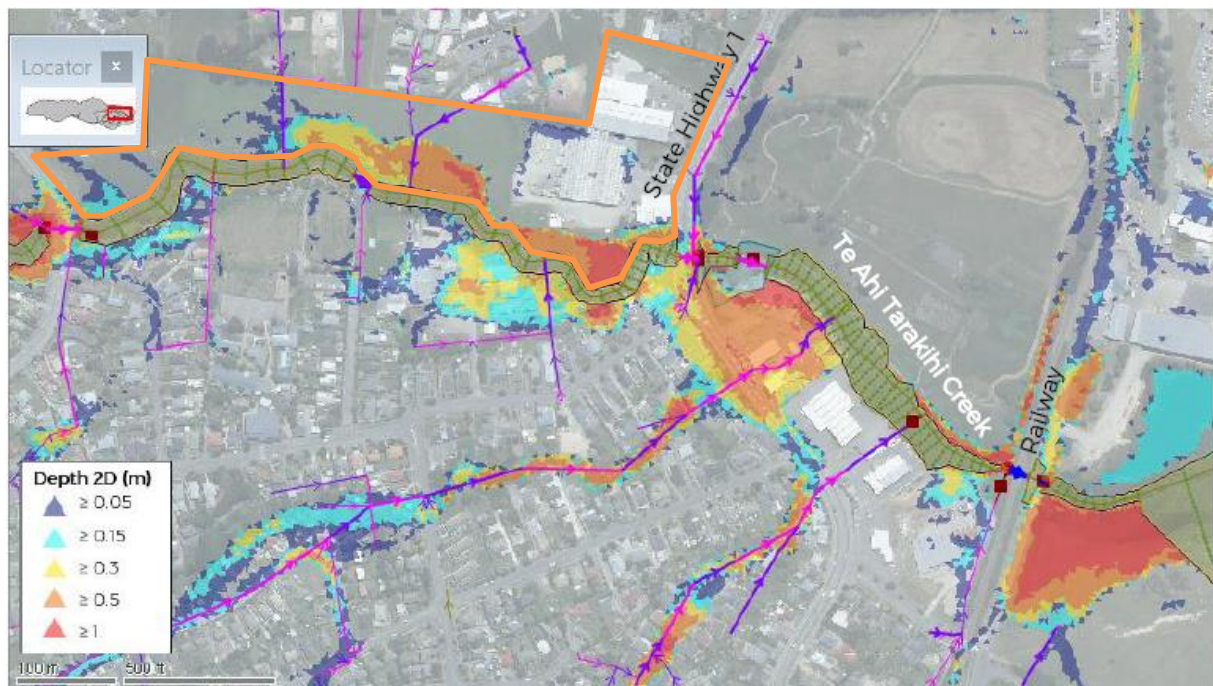 Locator x
State Highway 1
Te Ahi Tarakihi Creek
Railway
Depth 2D (m)
≥ 0.05
≥ 0.15
≥ 0.3
≥ 0.5
≥ 1
100 m
500 ft